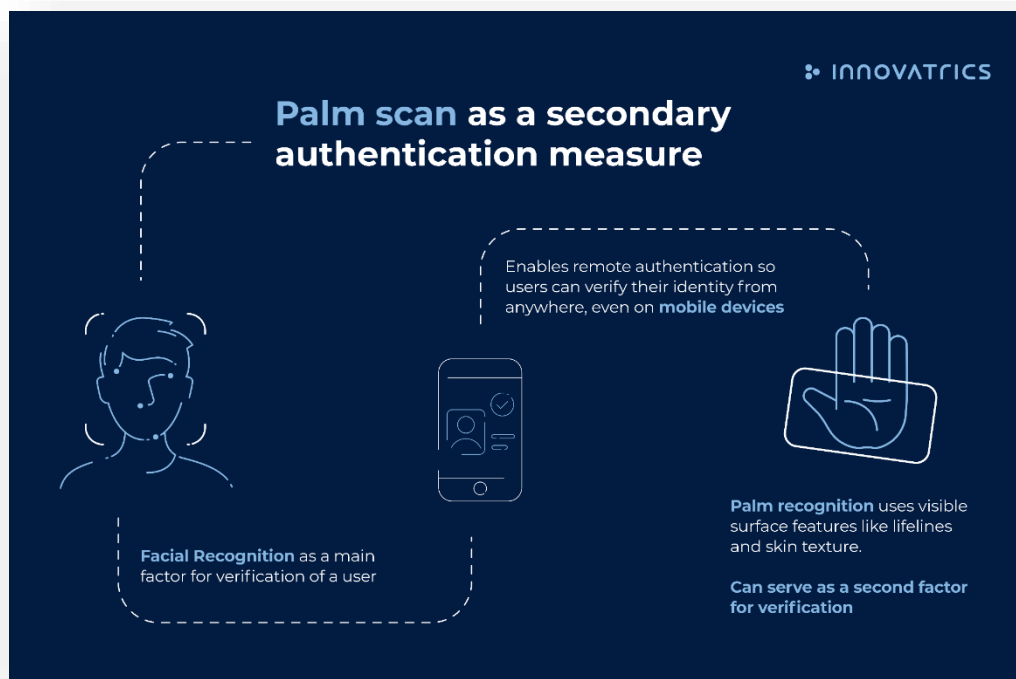 INNOVATRICS
Palm scan as a secondary
authentication measure
Enables remote authentication so
users can verify their identity from
anywhere, even on mobile devices
Facial Recognition as a main
factor for verification of a user
Palm recognition uses visible
surface features like lifelines
and skin texture.
Can serve as a second factor
for verification